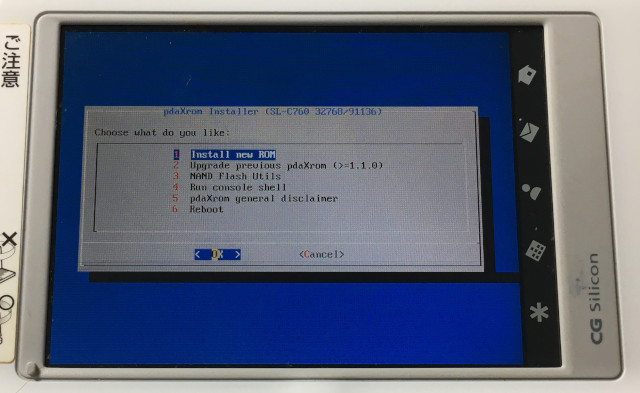 ご注意
pdaXrom Installer (SL-C760 32768/91136)
Choose what do you like:
1 Install new ROM
2 Upgrade previous pdaXrom (>=1.1.0)
3 NAND Flash Utils
4 Run console shell
5 pdaXrom general disclaimer
6 Reboot
< OK > <Cancel>
CG Silicon